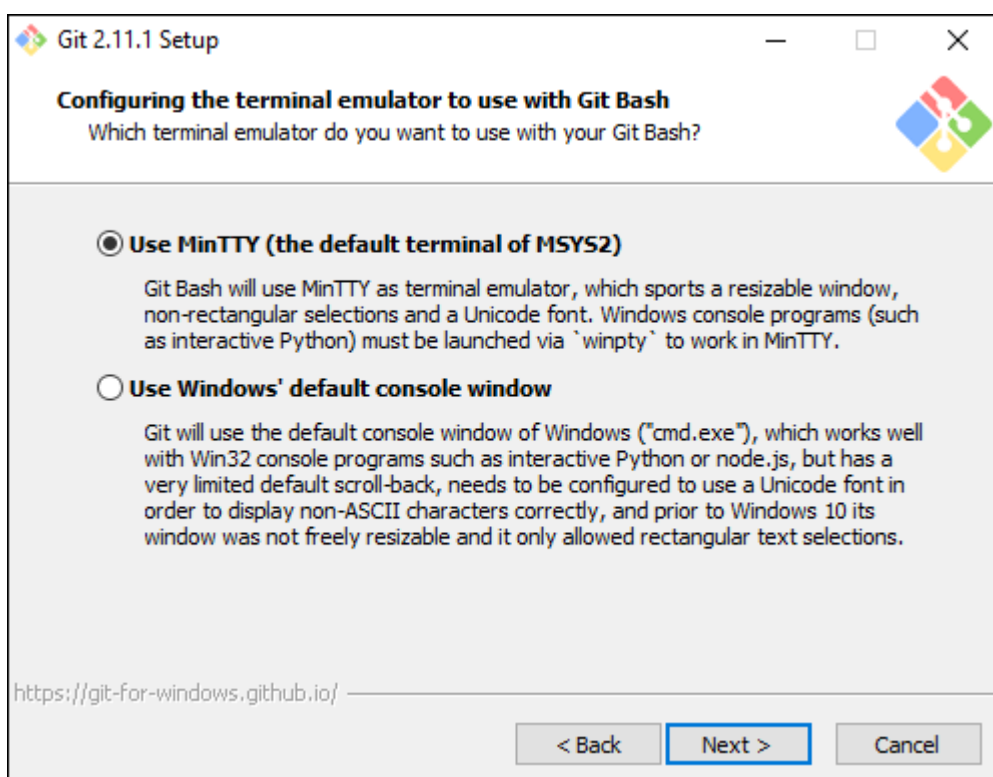 Git 2.11.1 Setup
Configuring the terminal emulator to use with Git Bash
Which terminal emulator do you want to use with your Git Bash?
Use MinTTY (the default terminal of MSYS2)
Git Bash will use MinTTY as terminal emulator, which sports a resizable window,
non-rectangular selections and a Unicode font. Windows console programs (such
as interactive Python) must be launched via `winpty` to work in MinTTY.
Use Windows' default console window
Git will use the default console window of Windows ("cmd.exe"), which works well
with Win32 console programs such as interactive Python or node.js, but has a
very limited default scroll-back, needs to be configured to use a Unicode font in
order to display non-ASCII characters correctly, and prior to Windows 10 its
window was not freely resizable and it only allowed rectangular text selections.
https://git-for-windows.github.io/
< Back
Next >
Cancel